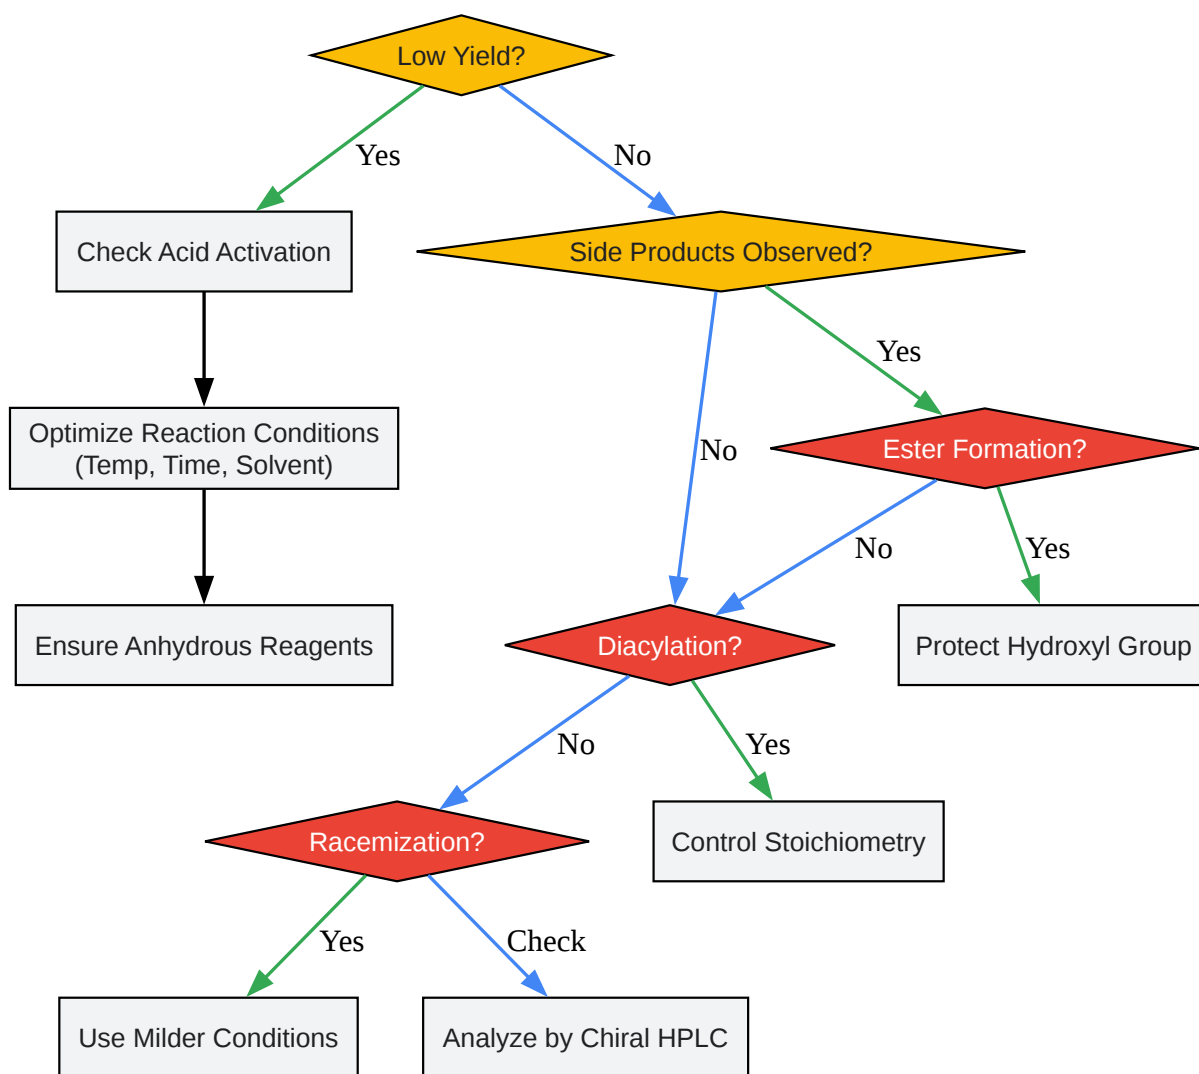 Low Yield?
Yes
No
Check Acid Activation
Side Products Observed?
Yes
No
Optimize Reaction Conditions
(Temp, Time, Solvent)
Ester Formation?
No
Yes
Ensure Anhydrous Reagents
Diacylation?
Protect Hydroxyl Group
No
Yes
Racemization?
Control Stoichiometry
Yes
Check
Use Milder Conditions
Analyze by Chiral HPLC